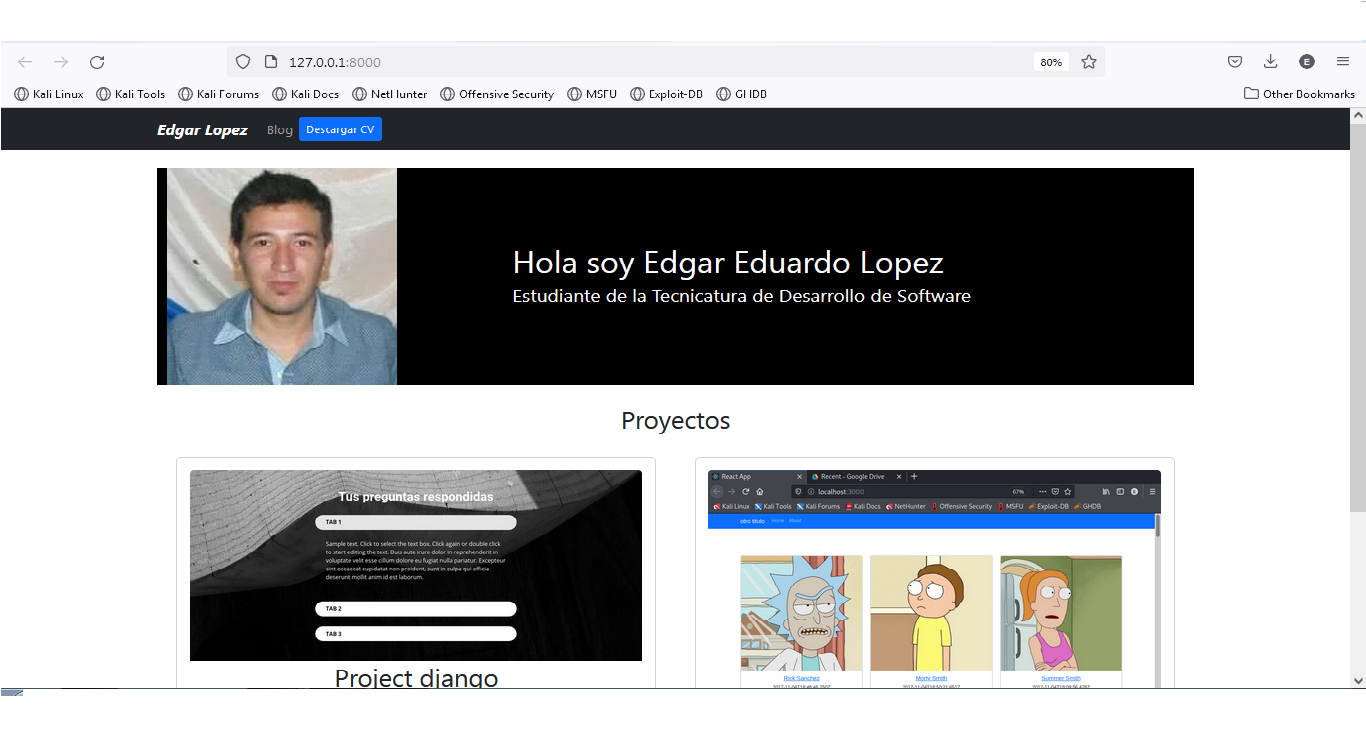 127.0.0.1:8000
80%
E
Kali Linux Kali Tools Kali Forums Kali Docs NetHunter Offensive Security MSFU Exploit-DB GHDB Other Bookmarks
Edgar Lopez Blog Descargar CV
Hola soy Edgar Eduardo Lopez
Estudiante de la Tecnicatura de Desarrollo de Software
Proyectos
Tus preguntas respondidas
TAB 1
Sample text. Click to select the text box. Click again or double click
to start editing the text. Duis aute irure dolor in reprehenderit in
voluptate velit esse cillum dolore eu fugiat nulla pariatur. Excepteur
sint occaecat cupidatat non proident, sunt in culpa qui officia
deserunt mollit anim id est laborum.
TAB 2
TAB 3
Project django
React App Recent - Google Drive
localhost:3000 67%
Kali Linux Kali Tools Kali Forums Kali Docs NetHunter Offensive Security MSFU Exploit-DB GHDB
otro titulo Home About
Rick Sanchez Morty Smith Summer Smith